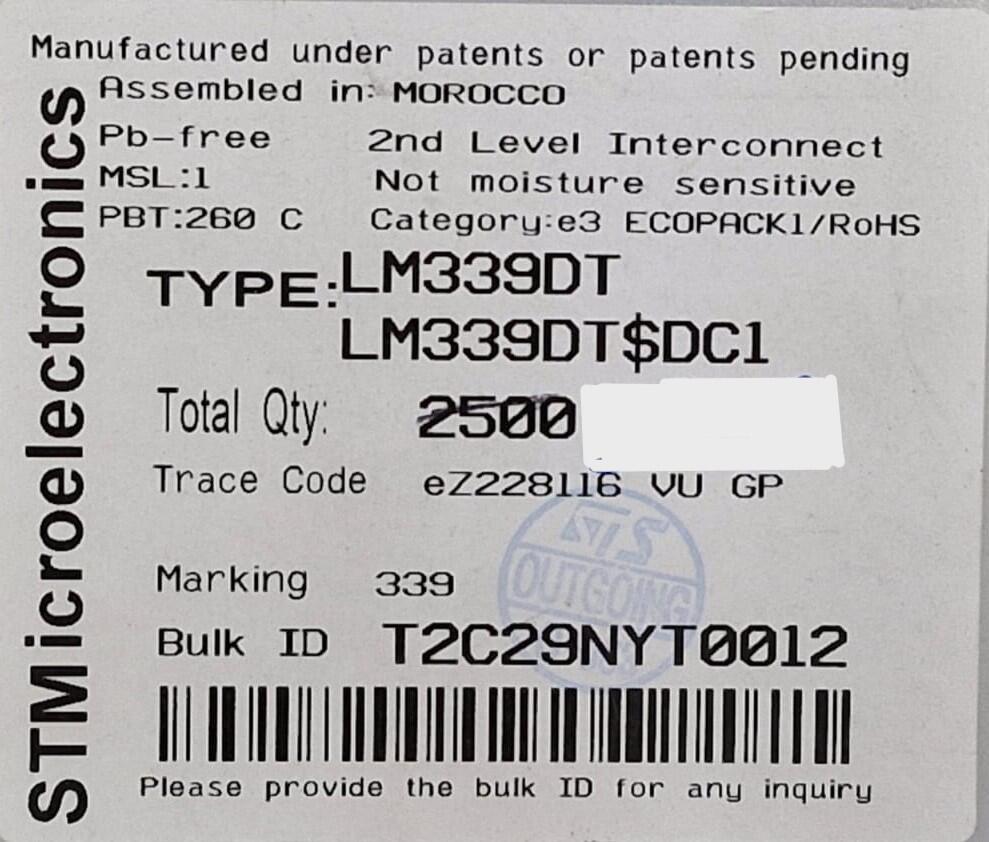 Manufactured under patents or patents pending
Assembled in: MOROCCO
Pb-free 2nd Level Interconnect
MSL:1 Not moisture sensitive
PBT:260 C Category:e3 ECOPACK1/RoHS
TYPE:LM339DT
LM339DT$DC1
Total Qty: 2500
Trace Code eZ228116 VU GP
OUTGOING
Marking 339
Bulk ID T2C29NYT0012
Please provide the bulk ID for any inquiry
STMicroelectronics